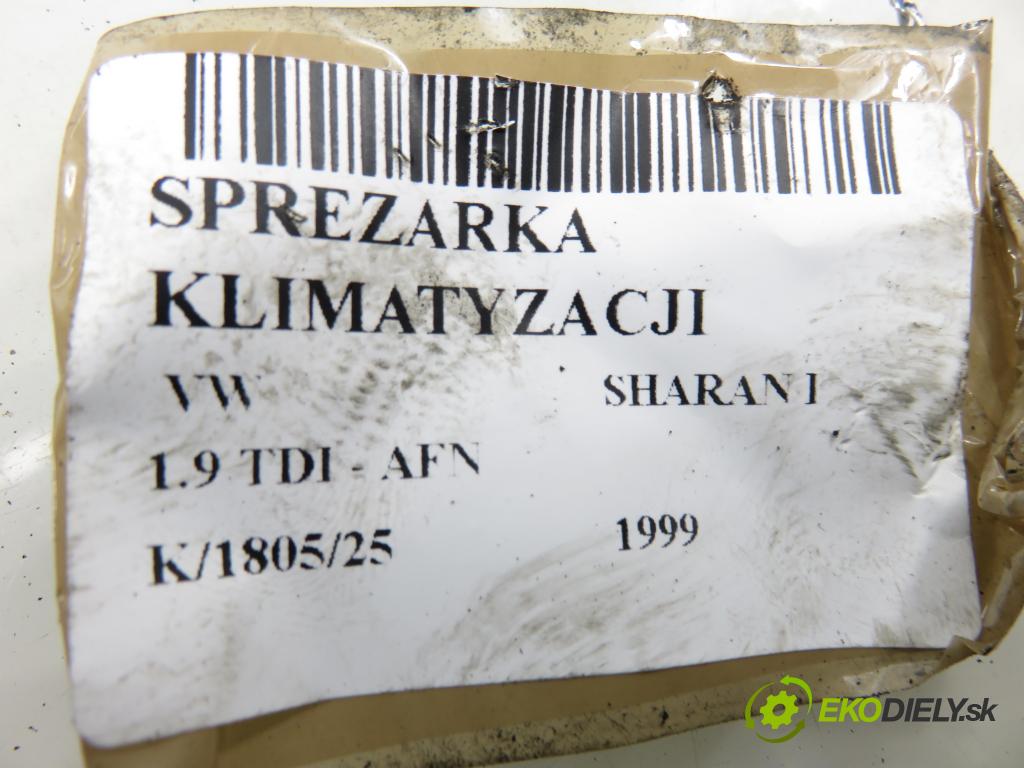 SPREZARKA
KLIMATYZACJI
VW SHARAN I
1.9 TDI - AFN
K/1805/25 1999
EKODIELY.sk